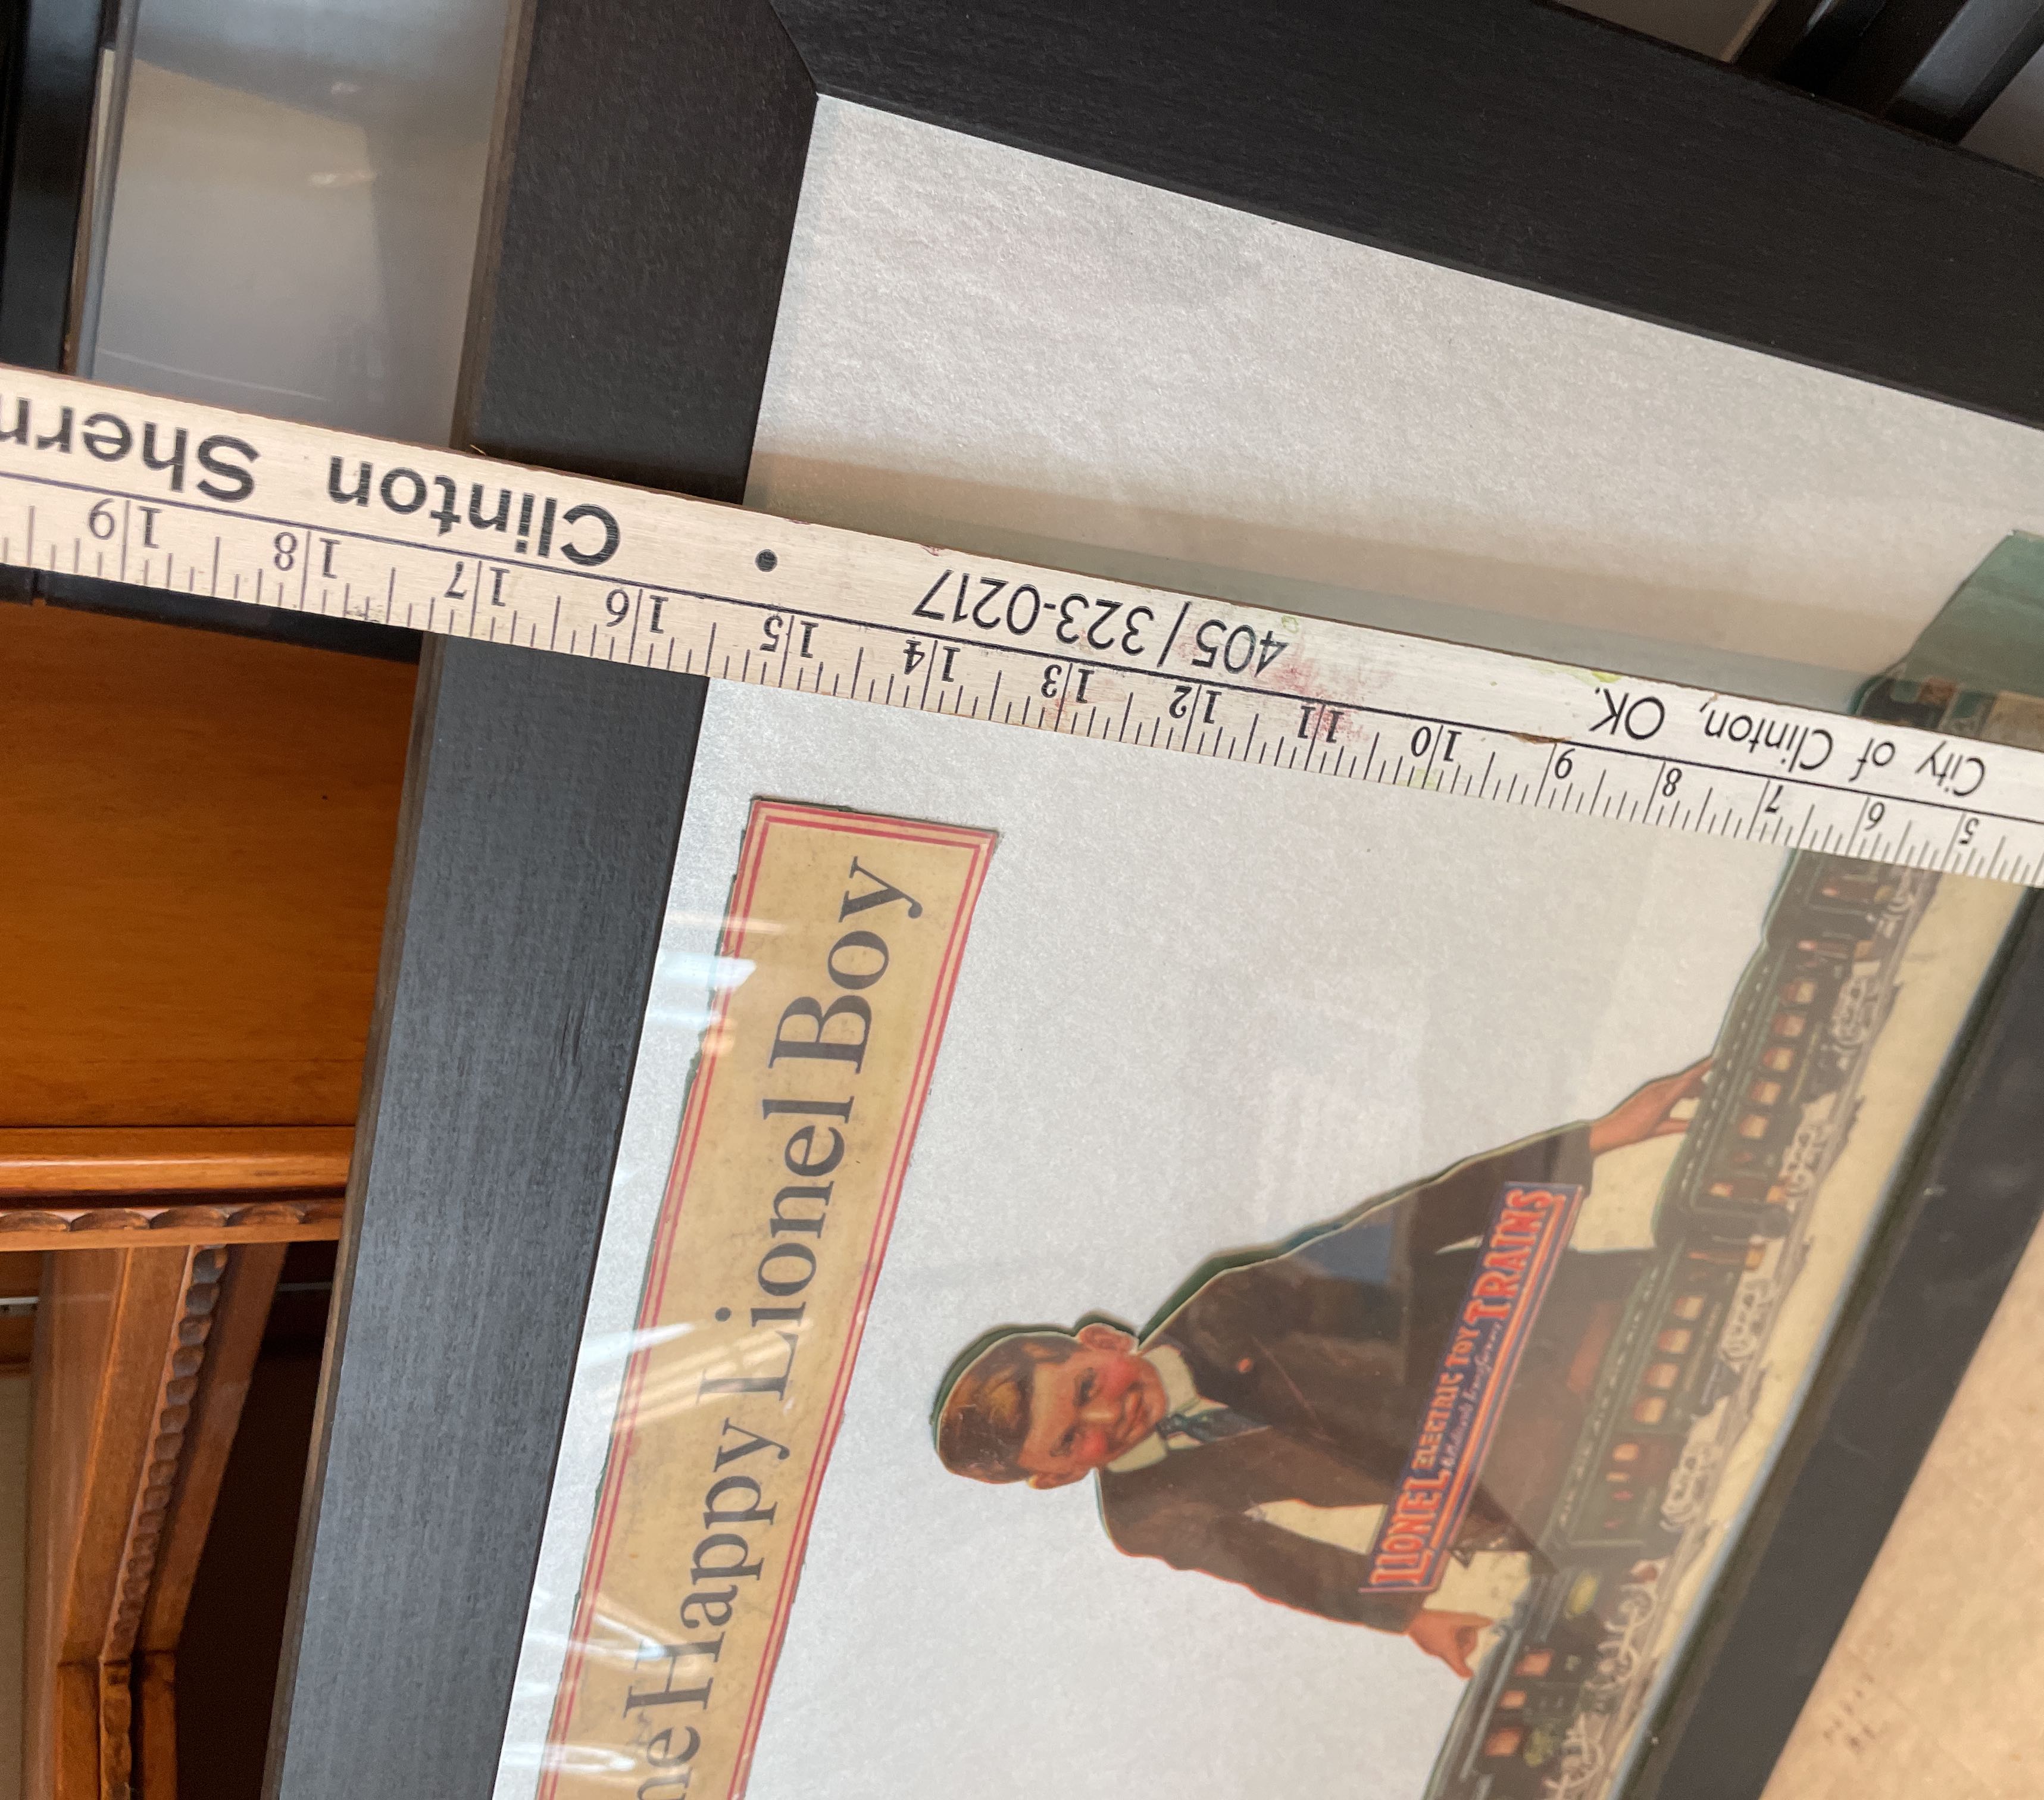 City of Clinton, OK. 405/323-0217 • Clinton Sherm
5 6 7 8 9 10 11 12 13 14 15 16 17 18 19
ne Happy Lionel Boy
LIONEL ELECTRIC TOY TRAINS